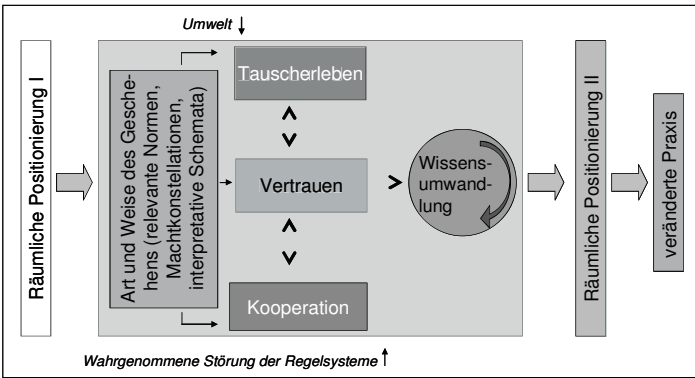 Umwelt
Räumliche Positionierung I
Art und Weise des Gesche-
hens (relevante Normen,
Machtkonstellationen,
interpretative Schemata)
Tauscherleben
Vertrauen
Kooperation
Wissens-
umwand-
lung
Räumliche Positionierung II
veränderte Praxis
Wahrgenommene Störung der Regelsysteme